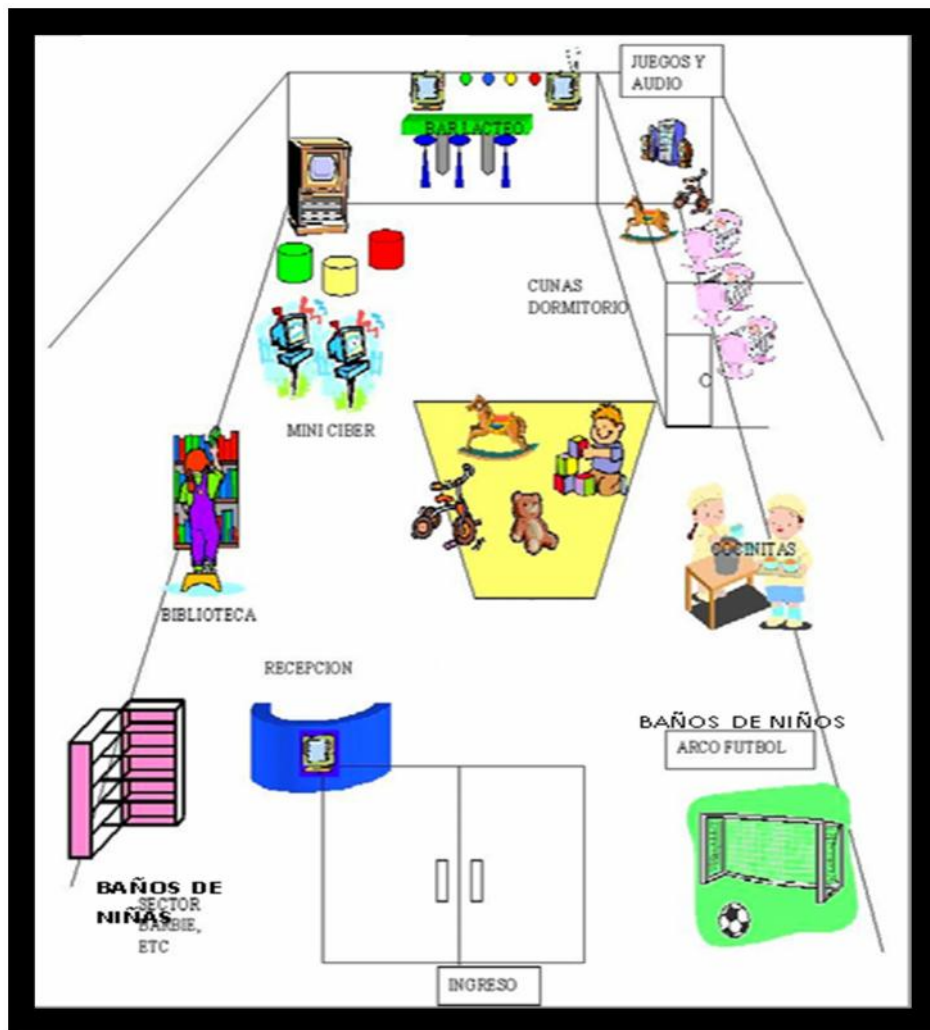 JUEGOS Y
AUDIO
BAR LACTEO
CUNAS
DORMITORIO
MINI CIBER
COCINITAS
BIBLIOTECA
RECEPCION
BAÑOS DE NIÑOS
ARCO FUTBOL
BAÑOS DE
NIÑAS
SECTOR
BARBIE,
ETC
INGRESO